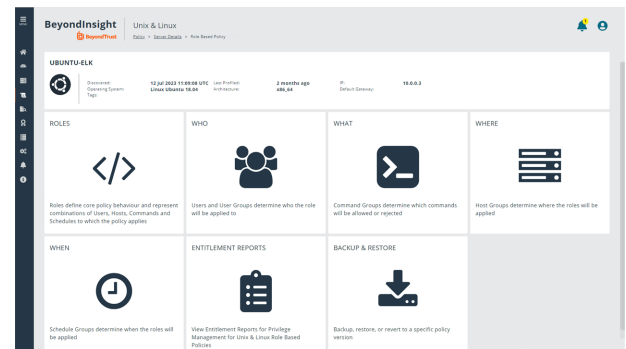 BeyondInsight
BeyondTrust
Unix & Linux
Policy > Server Details > Role Based Policy
1
UBUNTU-ELK
Discovered: 12 Jul 2023 11:09:08 UTC Last Profiled: 2 months ago IP: 10.0.0.3
Operating System: Linux Ubuntu 18.04 Architecture: x86_64 Default Gateway:
Tags:
ROLES
Roles define core policy behaviour and represent
combinations of Users, Hosts, Commands and
Schedules to which the policy applies
WHO
Users and User Groups determine who the role
will be applied to
WHAT
Command Groups determine which commands
will be allowed or rejected
WHERE
Host Groups determine where the roles will be
applied
WHEN
Schedule Groups determine when the roles will
be applied
ENTITLEMENT REPORTS
View Entitlement Reports for Privilege
Management for Unix & Linux Role Based
Policies
BACKUP & RESTORE
Backup, restore, or revert to a specific policy
version